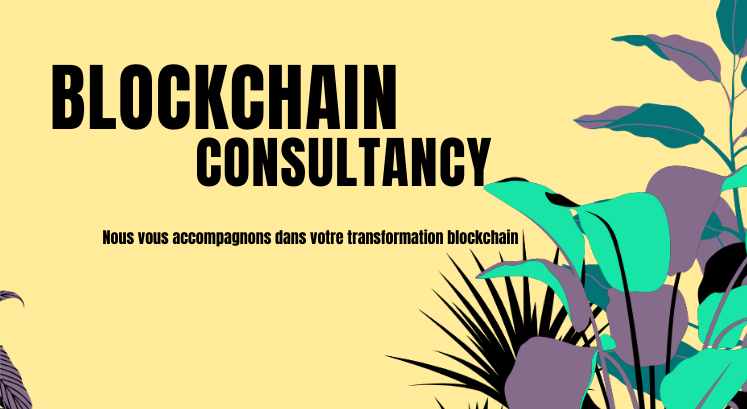 BLOCKCHAIN
CONSULTANCY
Nous vous accompagnons dans votre transformation blockchain